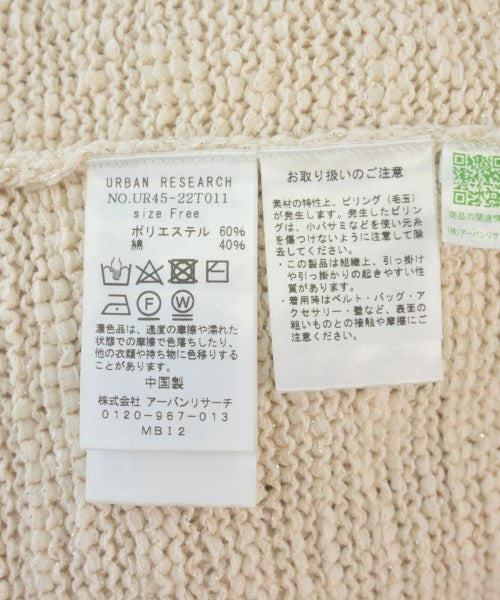 URBAN RESEARCH
NO.UR45-22T011
size Free
ポリエステル 60%
綿 40%
F
W
濃色品は、過度の摩擦や濡れた
状態での摩擦で色落ちしたり、
他の衣類や持ち物に色移りする
ことがあります。
中国製
株式会社 アーバンリサーチ
0120-967-013
MBI2
お取り扱いのご注意
素材の特性上、ピリング(毛玉)
が発生します。発生したピリン
グは、小バサミなどを使い元糸
を傷つけないように注意して除
去してください。
・この製品は組織上、引っ掛け
や引っ掛かりの起きやすい性
質があります。
・着用時はベルト・バッグ・ア
クセサリー・壁など、表面の
粗いものとの接触や摩擦にご
注意ください。
商品の関連情
(株)アーバンリサー